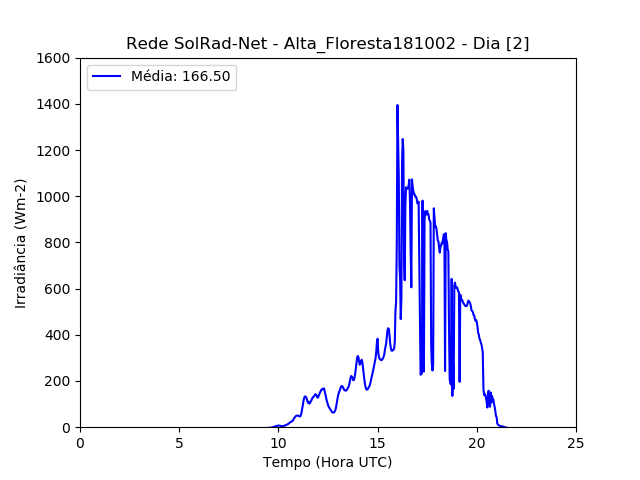 Rede SolRad-Net - Alta_Floresta181002 - Dia [2]
Média: 166.50
1600
1400
1200
1000
800
600
400
200
0
Irradiância (Wm-2)
0 5 10 15 20 25
Tempo (Hora UTC)